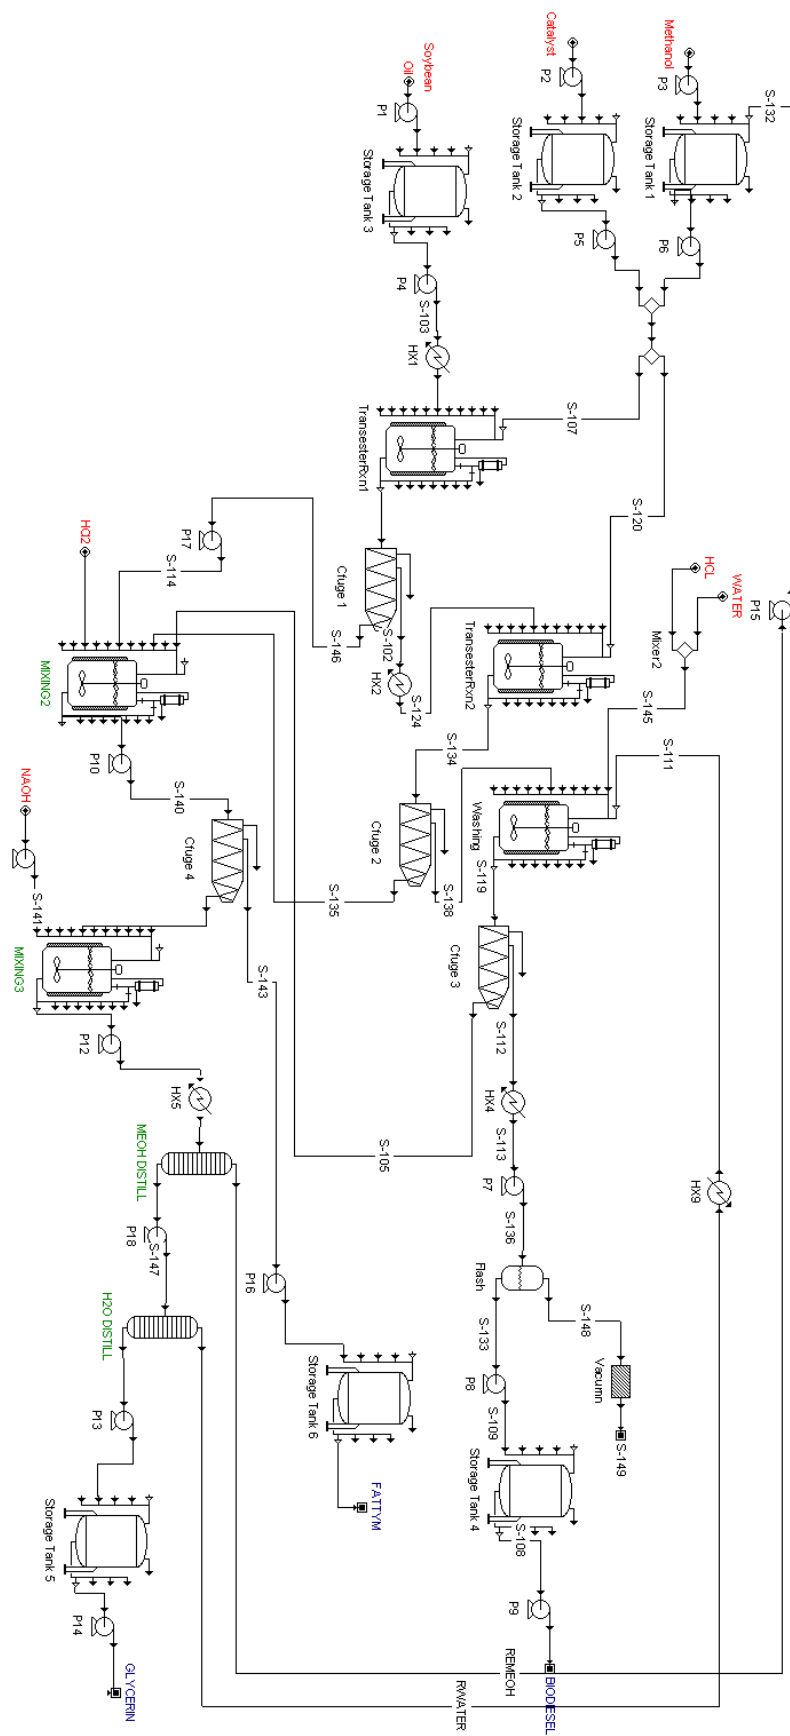 Methanol
P3
S-132
Storage Tank 1
P6
Catalyst
P2
Storage Tank 2
P5
Soybean
Oil
P1
Storage Tank 3
P4
S-103
HX1
TransesterRxn1
S-107
S-120
P17
S-114
HCl2
Cfuge 1
S-102
S-146
HX2
S-124
TransesterRxn2
S-134
HCL
WATER
Mixer2
P15
S-145
S-111
MIXING2
P10
S-140
NAOH
S-141
Cfuge 4
S-143
Cfuge 2
S-135
S-138
Washing
S-119
Cfuge 3
S-112
S-105
MIXING3
P12
HX5
HX4
S-113
P7
S-136
HX9
MEOH DISTILL
P18
S-147
H2O DISTILL
P16
Flash
S-148
S-133
Vacumn
S-149
P8
S-109
Storage Tank 6
FATTYM
Storage Tank 4
S-108
P9
BIODIESEL
P13
Storage Tank 5
P14
GLYCERIN
REMEOH
RWATER